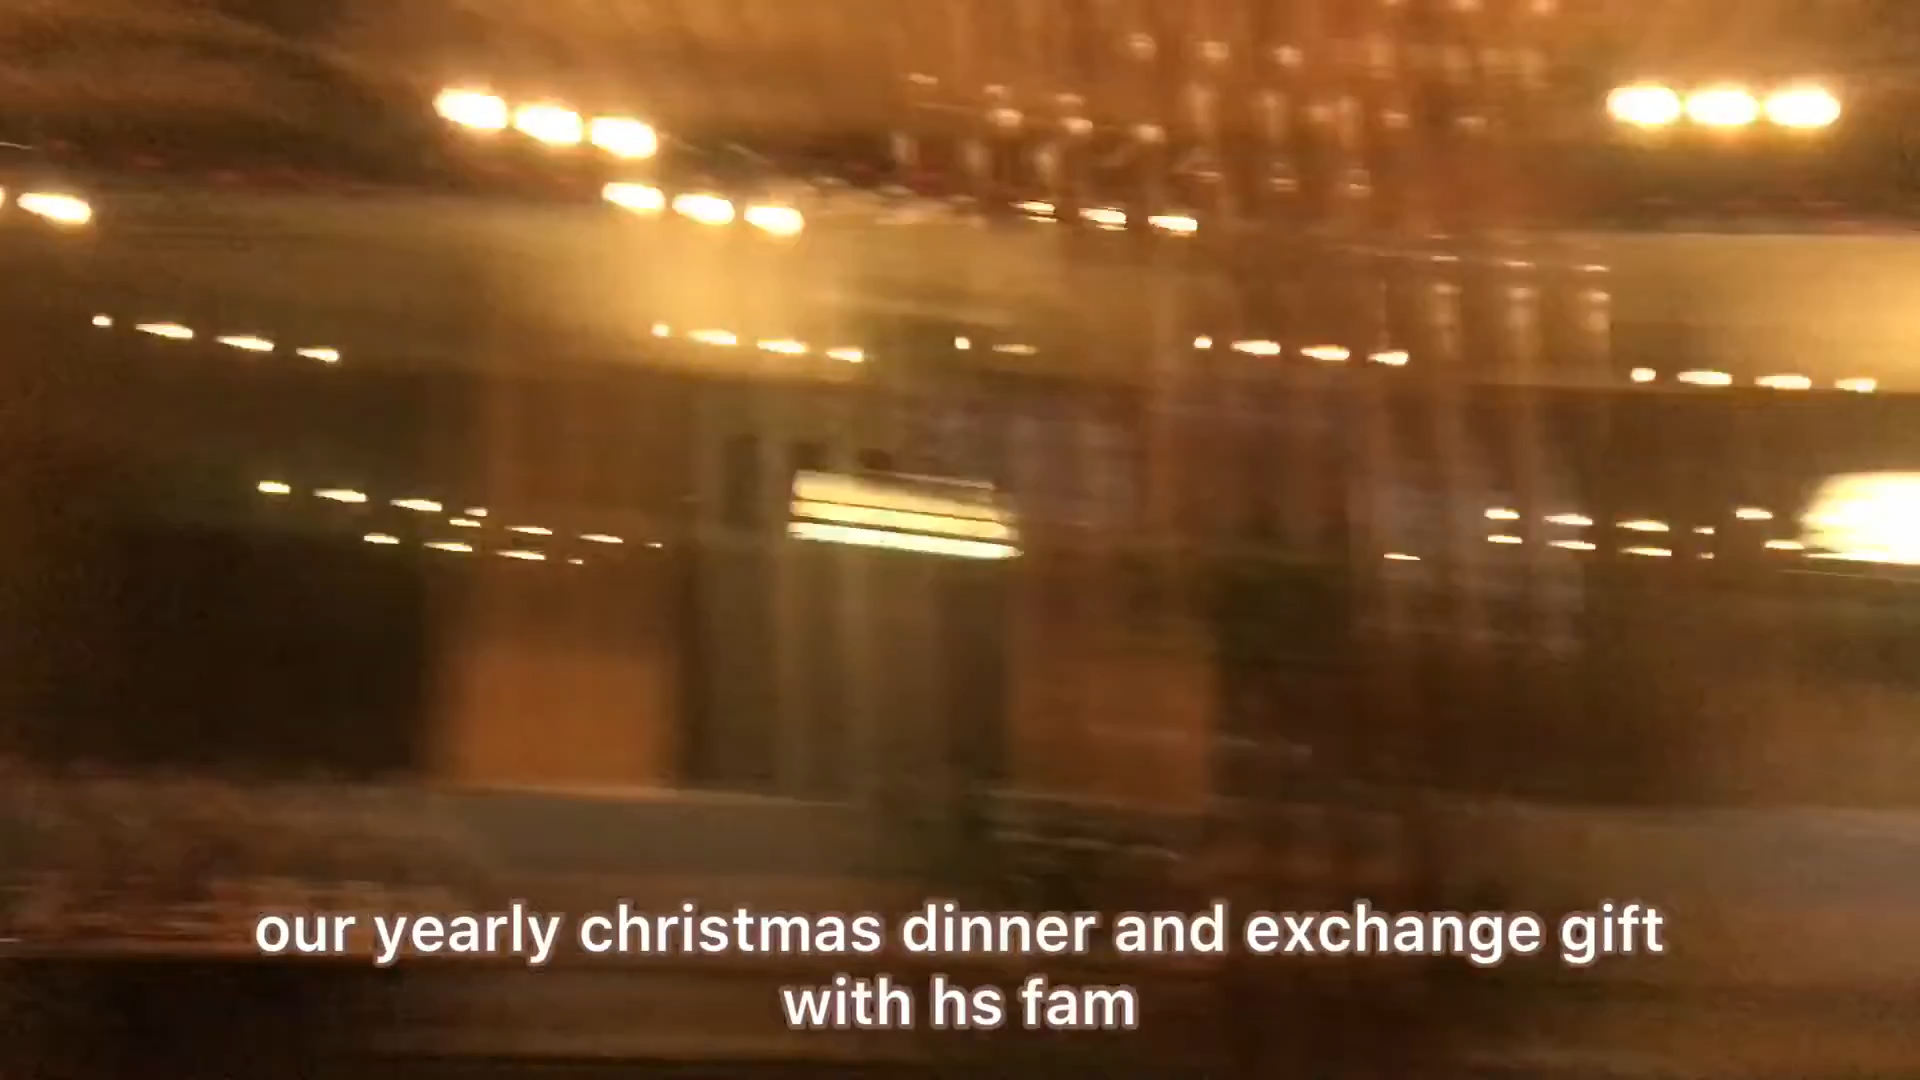 our yearly christmas dinner and exchange gift
with hs fam